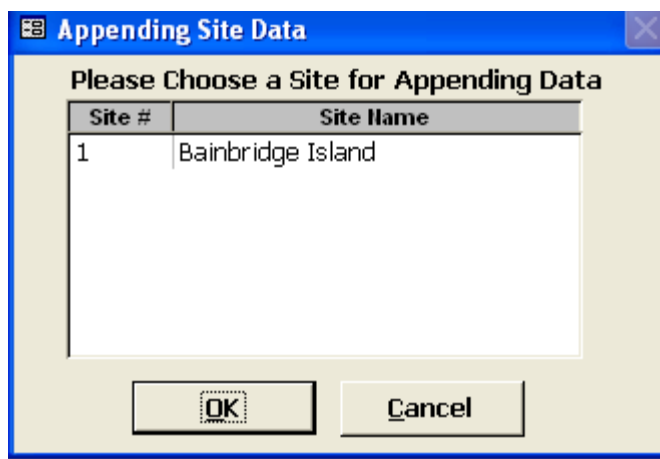 Appending Site Data
Please Choose a Site for Appending Data
Site # Site Name
1 Bainbridge Island
OK Cancel